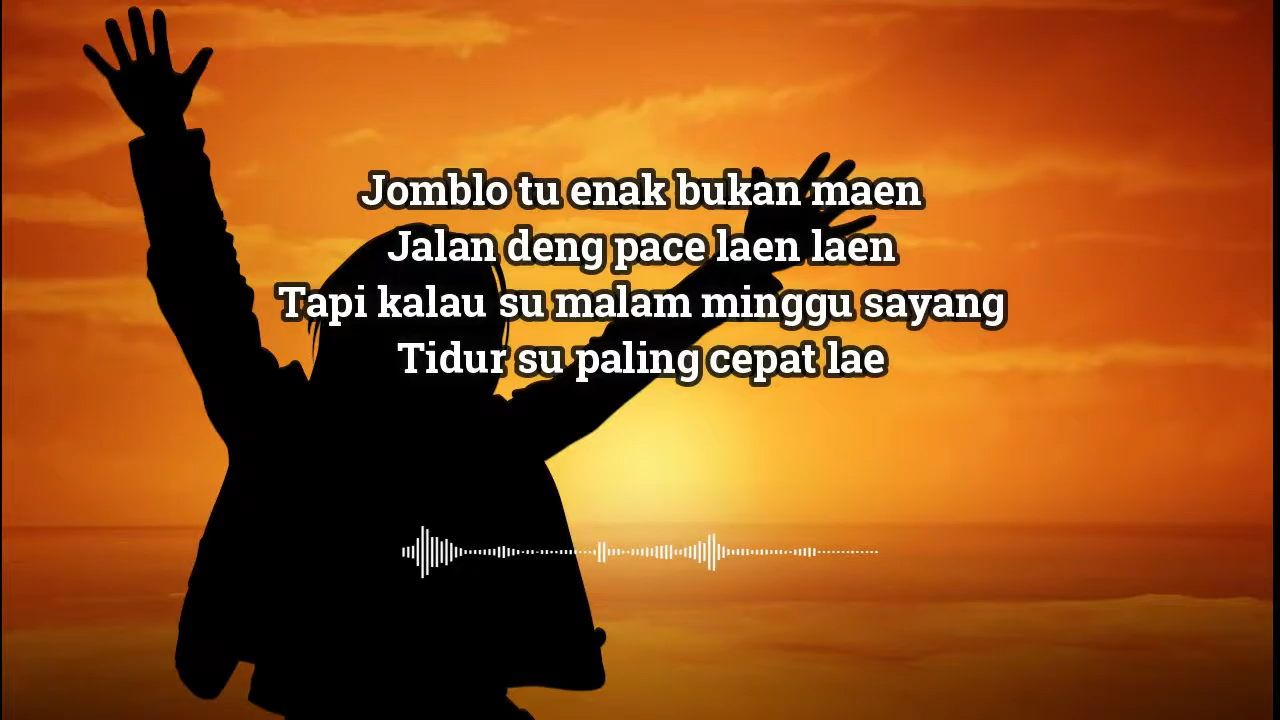 Jomblo tu enak bukan maen
Jalan deng pace laen laen
Tapi kalau su malam minggu sayang
Tidur su paling cepat lae